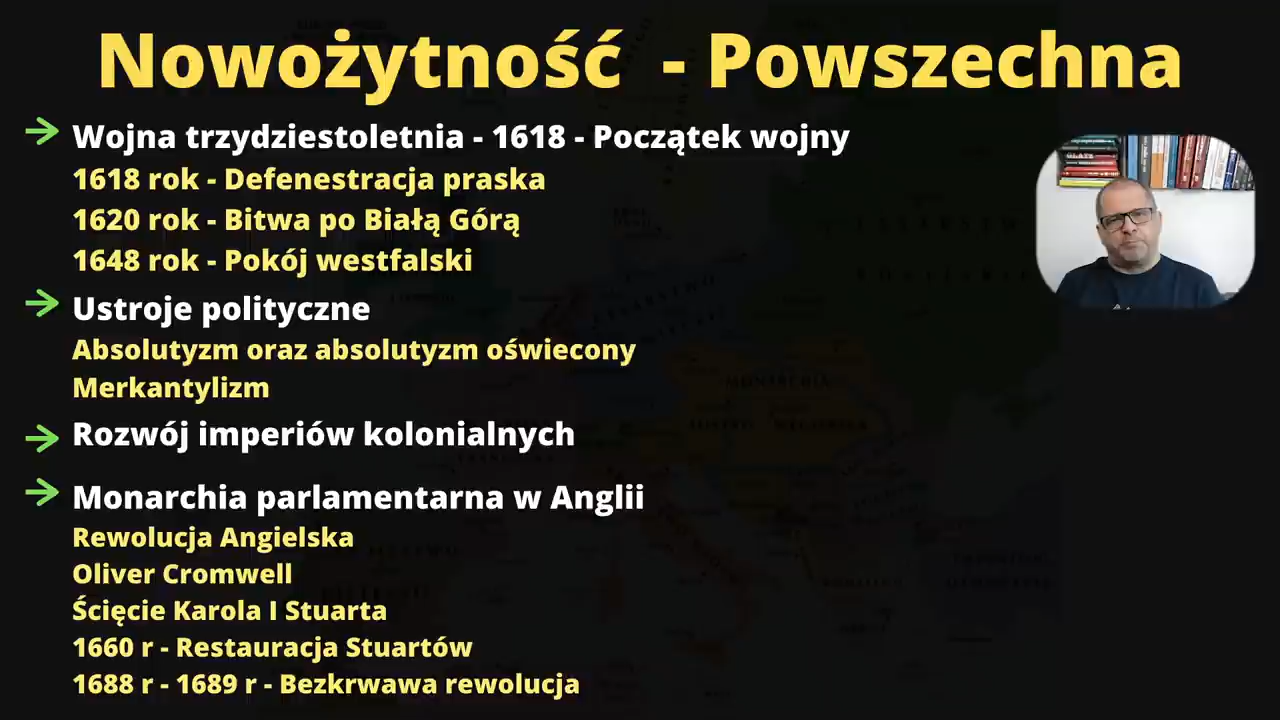 Nowożytność - Powszechna
Wojna trzydziestoletnia - 1618 - Początek wojny
1618 rok - Defenestracja praska
1620 rok - Bitwa po Białą Górą
1648 rok - Pokój westfalski
Ustroje polityczne
Absolutyzm oraz absolutyzm oświecony
Merkantylizm
Rozwój imperiów kolonialnych
Monarchia parlamentarna w Anglii
Rewolucja Angielska
Oliver Cromwell
Ścięcie Karola I Stuarta
1660 r - Restauracja Stuartów
1688 r - 1689 r - Bezkrwawa rewolucja